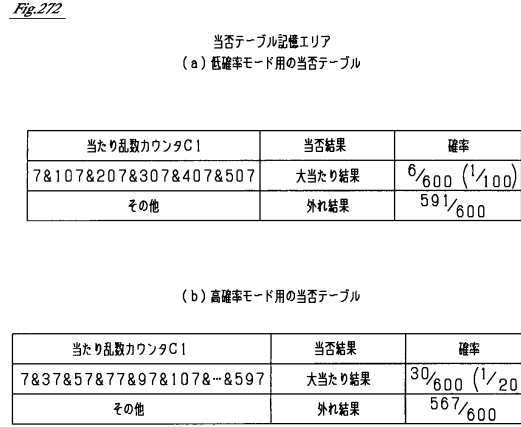 Fig.272
当否テーブル記憶エリア
(a)低確率モード用の当否テーブル
当たり乱数カウンタC1 当否結果 確率
7&107&207&307&407&507 大当たり結果 6/600 (1/100)
その他 外れ結果 591/600
(b)高確率モード用の当否テーブル
当たり乱数カウンタC1 当否結果 確率
7&37&57&77&97&107&…&597 大当たり結果 30/600 (1/20
その他 外れ結果 567/600